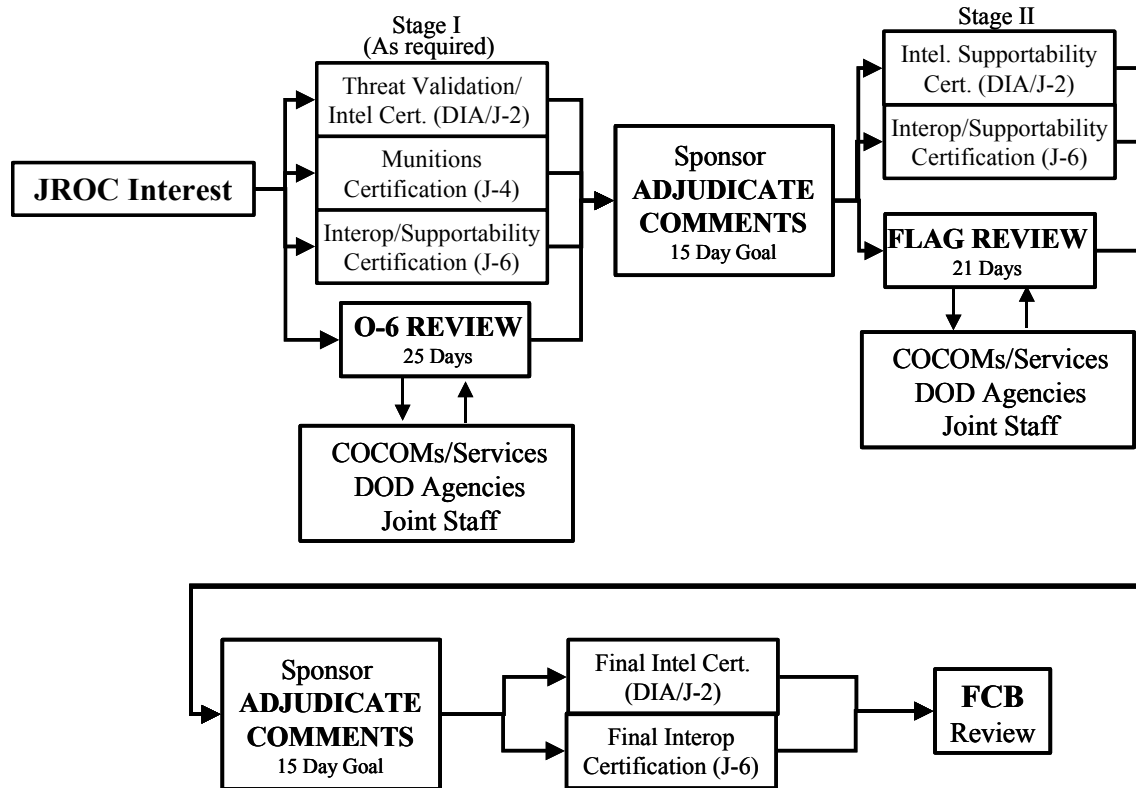 Stage I
(As required)
Threat Validation/
Intel Cert. (DIA/J-2)
Munitions
Certification (J-4)
Interop/Supportability
Certification (J-6)
JROC Interest
O-6 REVIEW
25 Days
COCOMs/Services
DOD Agencies
Joint Staff
Sponsor
ADJUDICATE
COMMENTS
15 Day Goal
Stage II
Intel. Supportability
Cert. (DIA/J-2)
Interop/Supportability
Certification (J-6)
FLAG REVIEW
21 Days
COCOMs/Services
DOD Agencies
Joint Staff
Sponsor
ADJUDICATE
COMMENTS
15 Day Goal
Final Intel Cert.
(DIA/J-2)
Final Interop
Certification (J-6)
FCB
Review